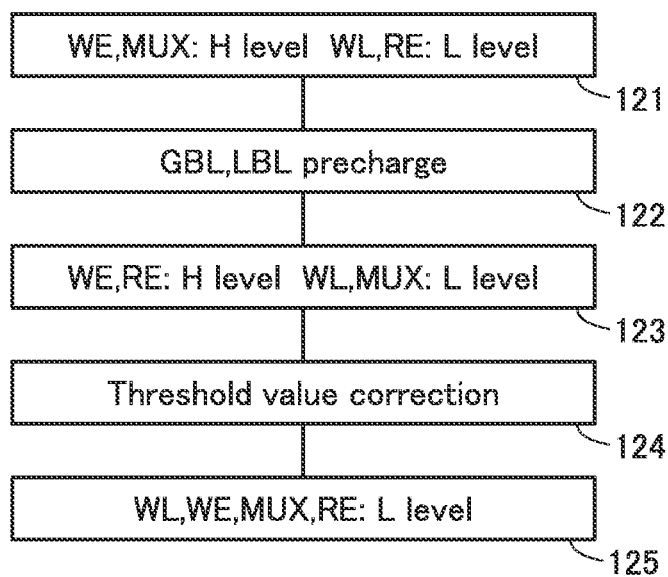 WE,MUX: H level WL,RE: L level
121
GBL,LBL precharge
122
WE,RE: H level WL,MUX: L level
123
Threshold value correction
124
WL,WE,MUX,RE: L level
125